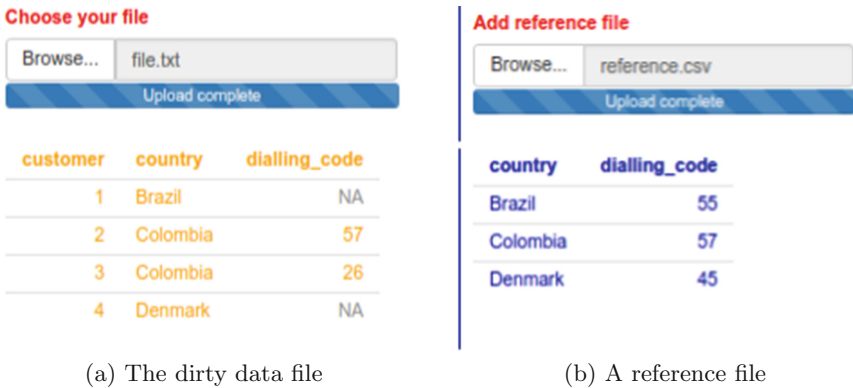 Choose your file
Browse... file.txt
Upload complete
customer country dialling_code
1 Brazil NA
2 Colombia 57
3 Colombia 26
4 Denmark NA
(a) The dirty data file
Add reference file
Browse... reference.csv
Upload complete
country dialling_code
Brazil 55
Colombia 57
Denmark 45
(b) A reference file